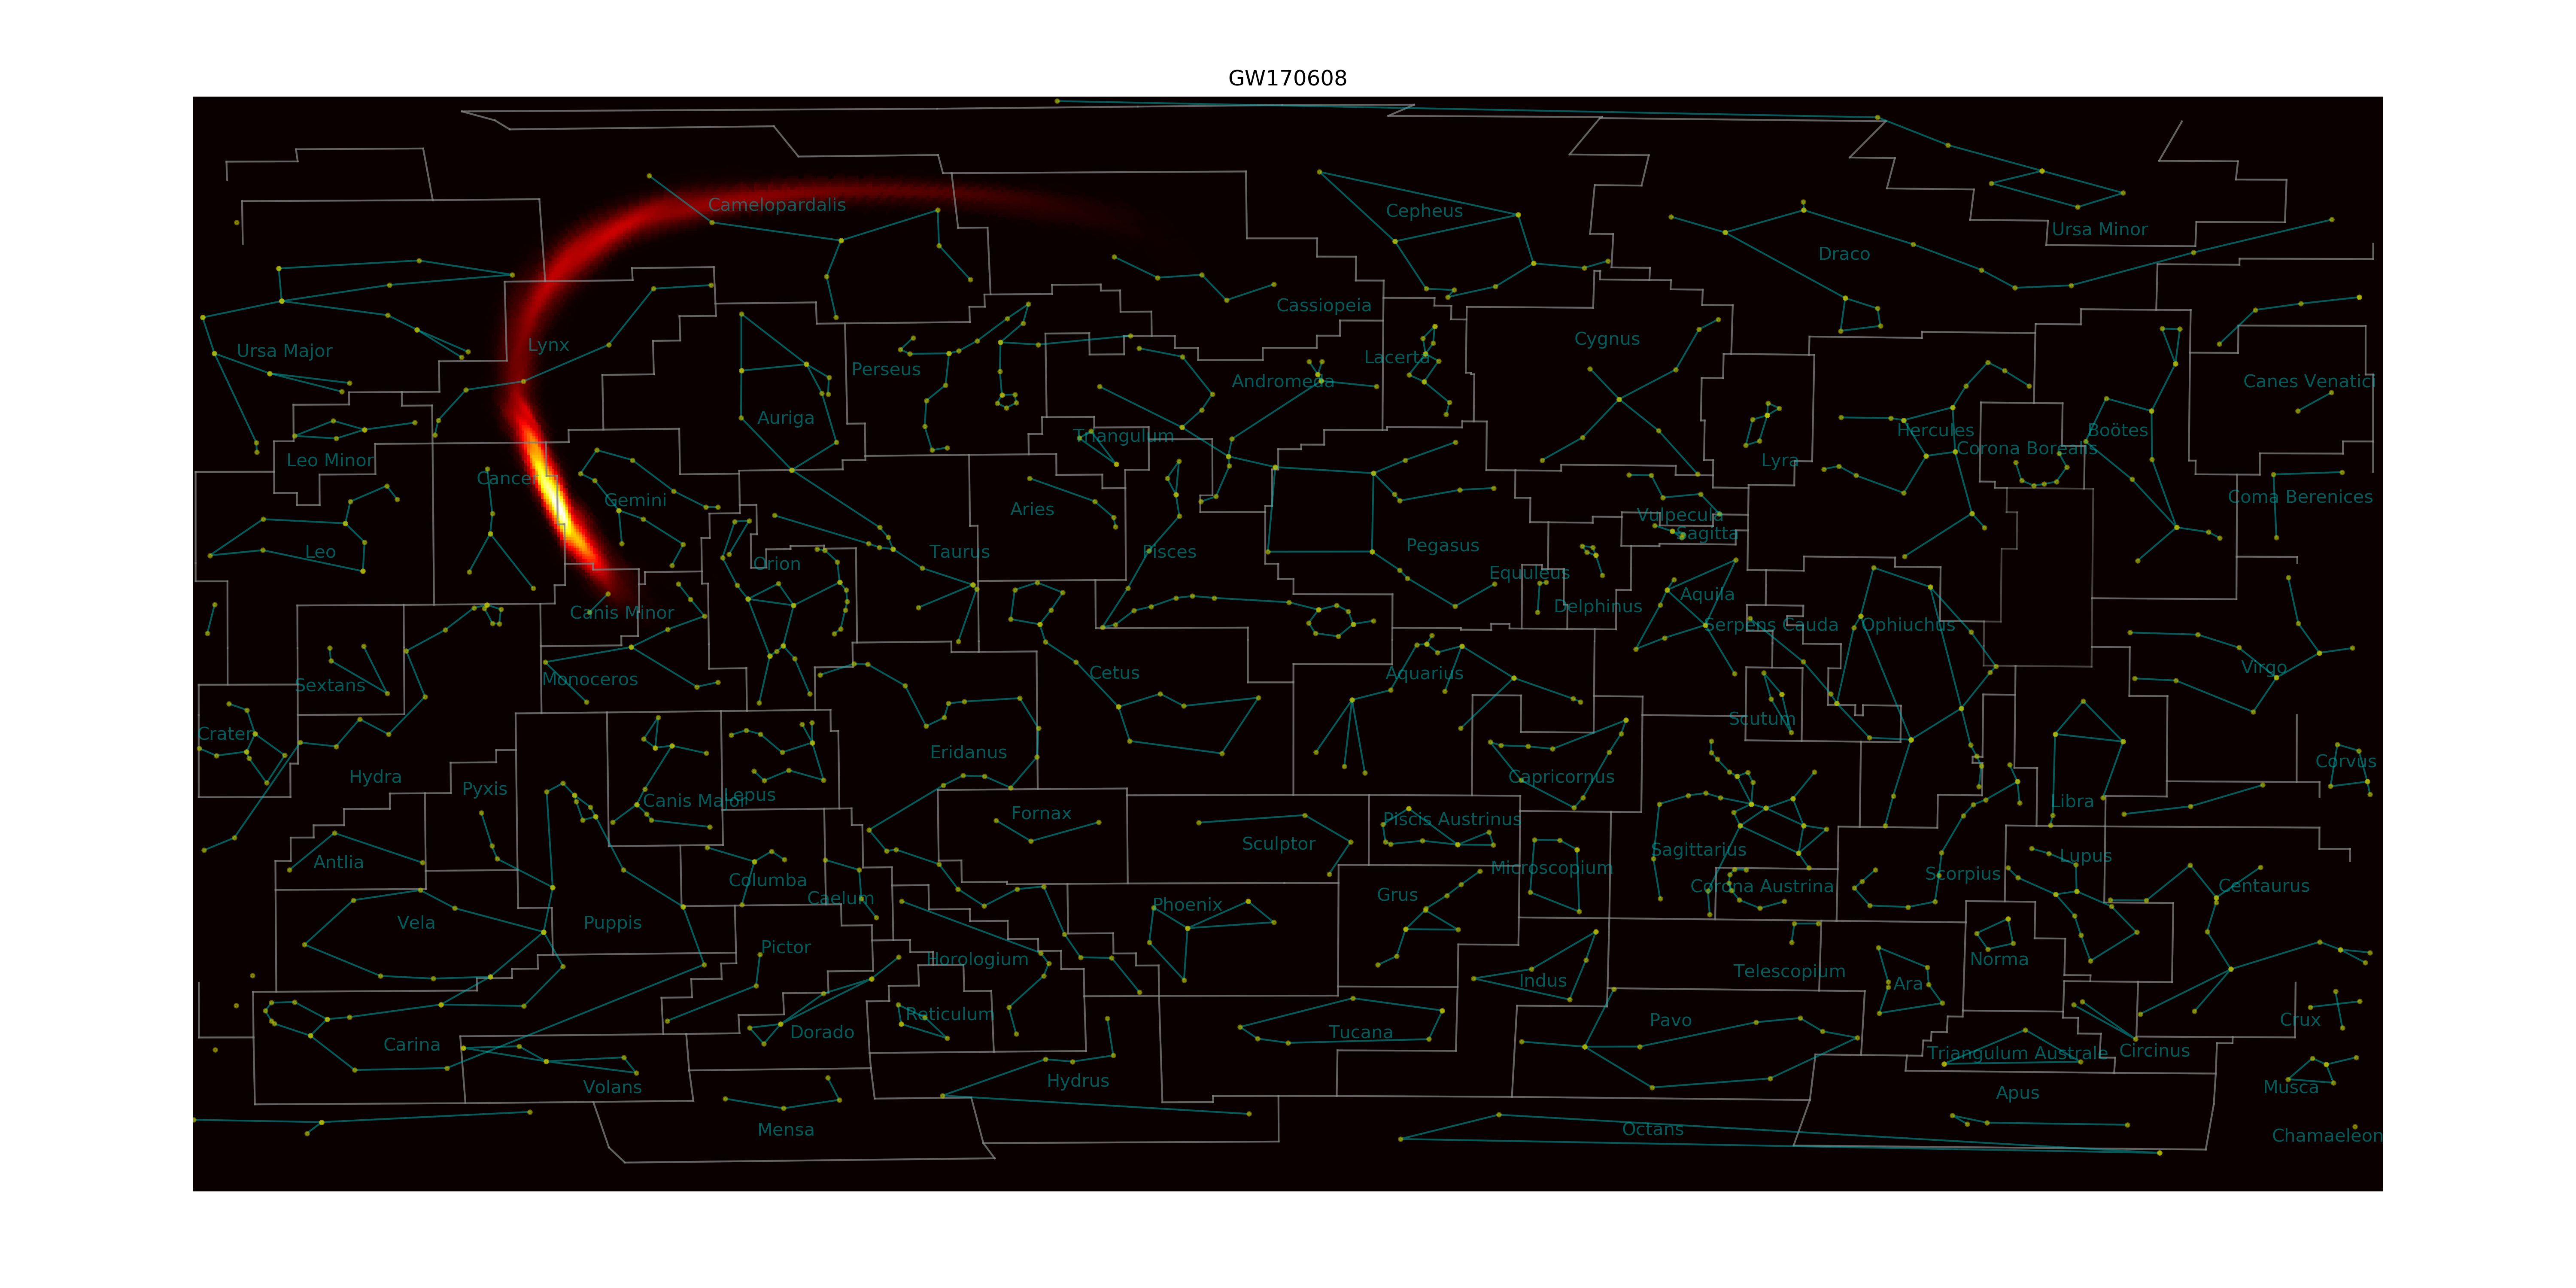 GW170608
Camelopardalis
Cepheus
Ursa Minor
Draco
Cassiopeia
Ursa Major
Lynx
Cygnus
Lacerta
Perseus
Andromeda
Canes Venatici
Auriga
Triangulum
Hercules
Boötes
Corona Borealis
Leo Minor
Lyra
Cancer
Gemini
Coma Berenices
Aries
Vulpecula
Sagitta
Leo
Taurus
Pisces
Pegasus
Orion
Equuleus
Delphinus
Aquila
Canis Minor
Serpens Cauda
Ophiuchus
Virgo
Cetus
Aquarius
Monoceros
Sextans
Scutum
Crater
Eridanus
Corvus
Hydra
Capricornus
Pyxis
Lepus
Canis Major
Libra
Fornax
Piscis Austrinus
Sculptor
Sagittarius
Lupus
Antlia
Microscopium
Scorpius
Columba
Corona Austrina
Centaurus
Caelum
Grus
Phoenix
Vela
Puppis
Pictor
Horologium
Norma
Telescopium
Indus
Ara
Reticulum
Pavo
Crux
Dorado
Tucana
Carina
Triangulum Australe
Circinus
Hydrus
Volans
Musca
Apus
Mensa
Octans
Chamaeleon